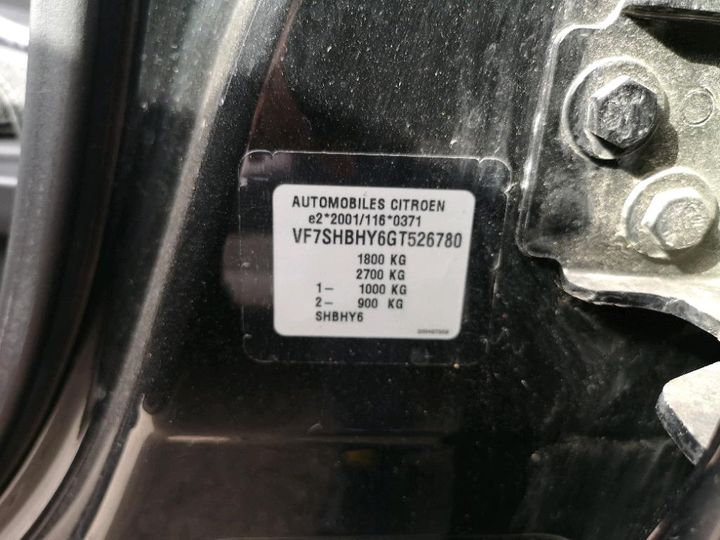 AUTOMOBILES CITROEN
e2*2001/116*0371
VF7SHBHY6GT526780
1800 KG
2700 KG
1- 1000 KG
2- 900 KG
SHBHY6